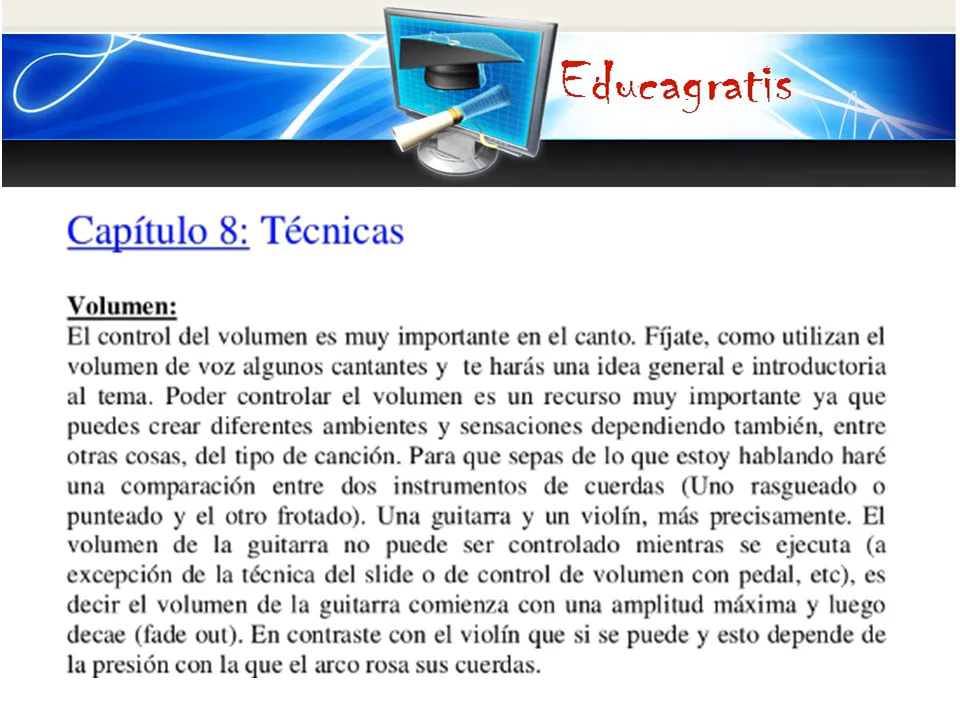 Educagratis
Capítulo 8: Técnicas
Volumen:
El control del volumen es muy importante en el canto. Fíjate, como utilizan el
volumen de voz algunos cantantes y te harás una idea general e introductoria
al tema. Poder controlar el volumen es un recurso muy importante ya que
puedes crear diferentes ambientes y sensaciones dependiendo también, entre
otras cosas, del tipo de canción. Para que sepas de lo que estoy hablando haré
una comparación entre dos instrumentos de cuerdas (Uno rasgueado o
punteado y el otro frotado). Una guitarra y un violín, más precisamente. El
volumen de la guitarra no puede ser controlado mientras se ejecuta (a
excepción de la técnica del slide o de control de volumen con pedal, etc), es
decir el volumen de la guitarra comienza con una amplitud máxima y luego
decae (fade out). En contraste con el violín que si se puede y esto depende de
la presión con la que el arco rosa sus cuerdas.